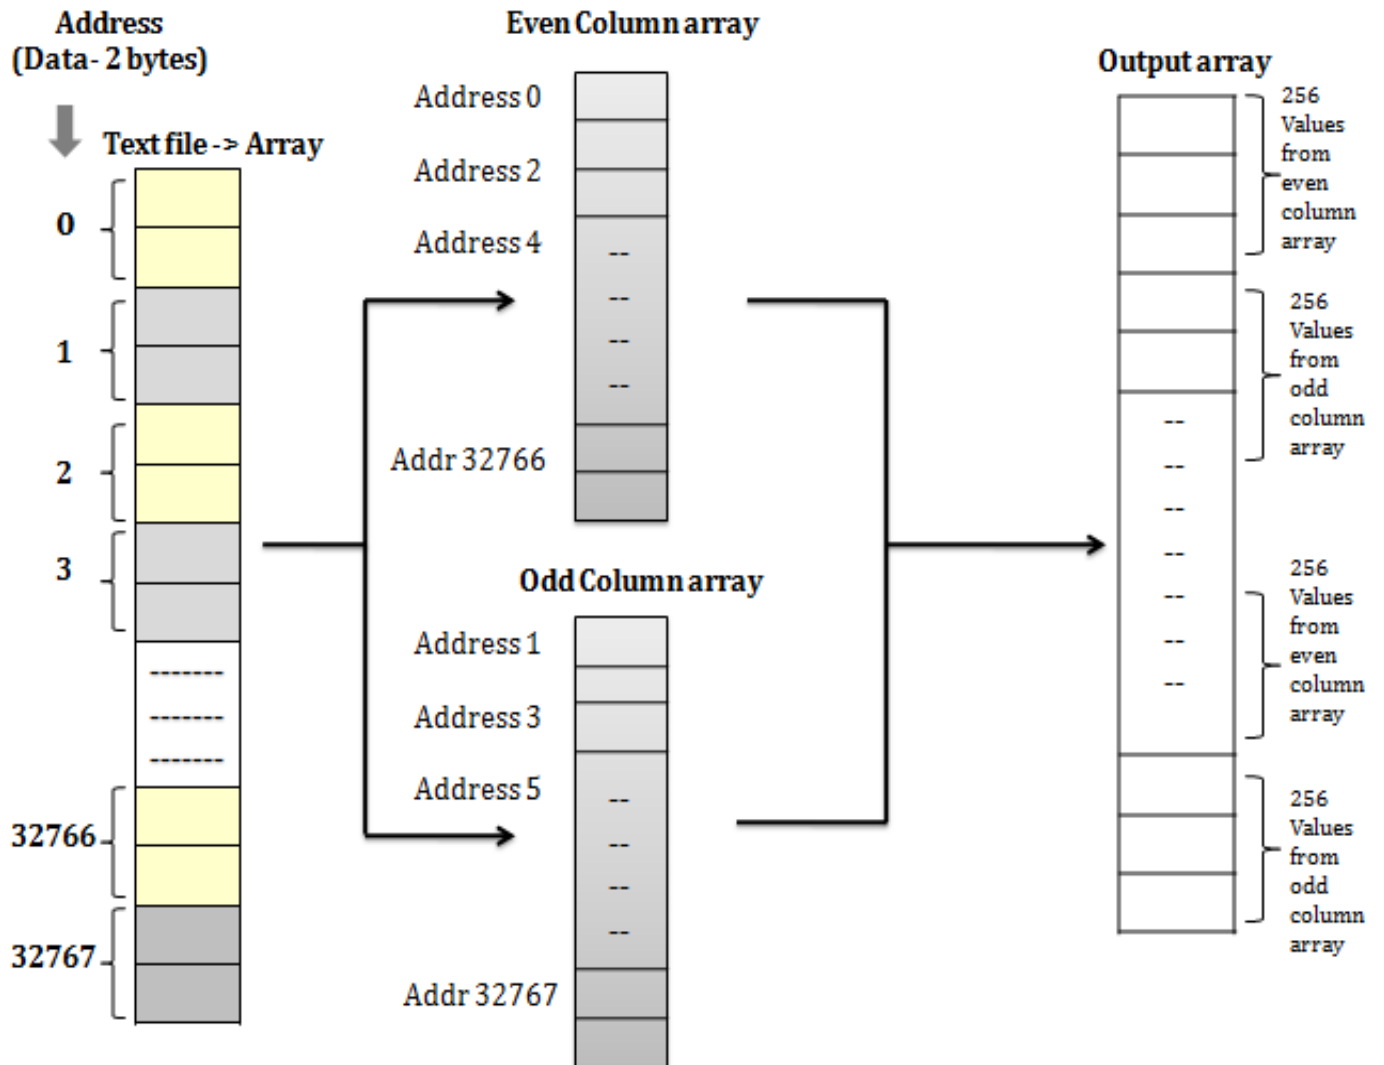 Address
(Data- 2 bytes)
Text file -> Array
0
1
2
3
-------
-------
-------
32766
32767
Even Column array
Address 0
Address 2
Address 4
--
--
--
--
Addr 32766
Odd Column array
Address 1
Address 3
Address 5
--
--
--
--
Addr 32767
Output array
--
--
--
--
--
--
--
256
Values
from
even
column
array
256
Values
from
odd
column
array
256
Values
from
even
column
array
256
Values
from
odd
column
array